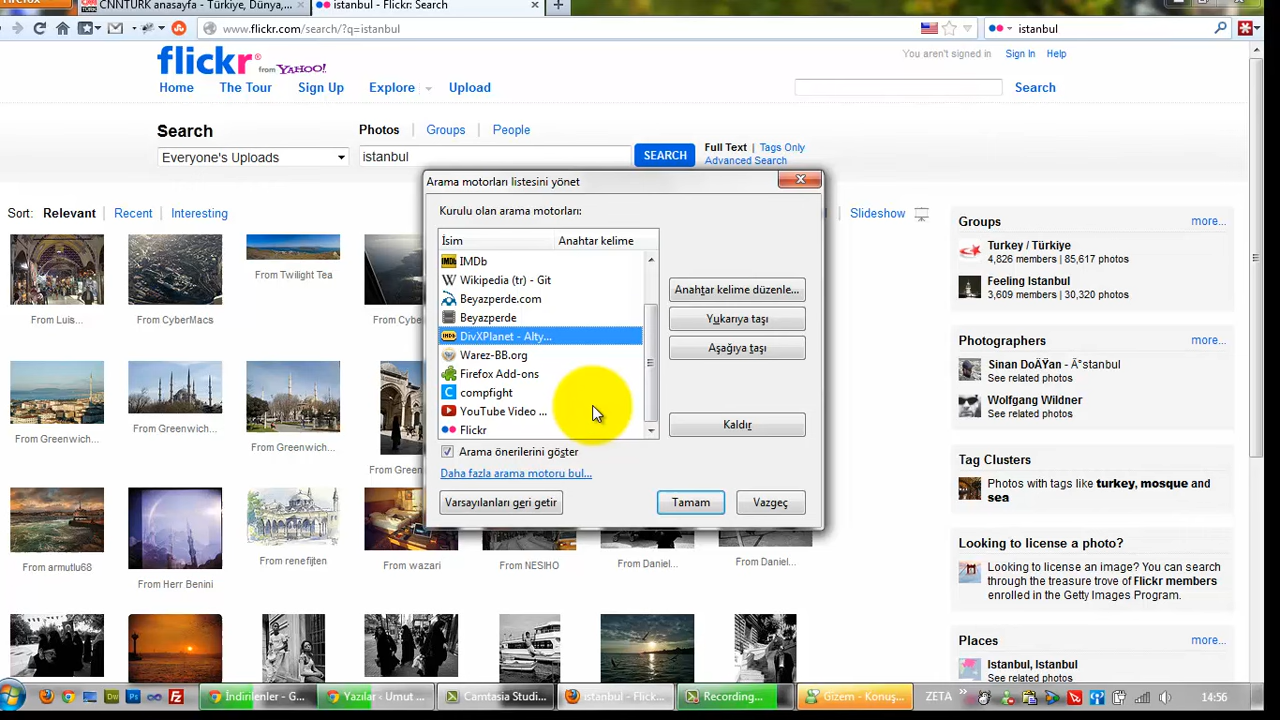 CNNTURK anasayfa - Türkiye, Dünya,...
istanbul - Flickr: Search
www.flickr.com/search/?q=istanbul
istanbul
flickr from YAHOO!
You aren't signed in Sign In Help
Home The Tour Sign Up Explore Upload
Search
Search
Photos Groups People
Everyone's Uploads
istanbul
SEARCH
Full Text Tags Only
Advanced Search
Sort: Relevant Recent Interesting
Slideshow
Arama motorları listesini yönet
Kurulu olan arama motorları:
İsim Anahtar kelime
IMDb
Wikipedia (tr) - Git
Beyazperde.com
Beyazperde
DivXPlanet - Alty...
Warez-BB.org
Firefox Add-ons
compfight
YouTube Video ...
Flickr
Anahtar kelime düzenle...
Yukarıya taşı
Aşağıya taşı
Kaldır
Arama önerilerini göster
Daha fazla arama motoru bul...
Varsayılanları geri getir
Tamam
Vazgeç
From Luis...
From CyberMacs
From Twilight Tea
From Greenwich...
From Greenwich...
From Greenwich...
From armutlu68
From Herr Benini
From renefijten
From wazari
From NESIHO
From Daniel...
From Daniel...
Groups more...
Turkey / Türkiye
4,826 members | 85,617 photos
Feeling Istanbul
3,609 members | 30,320 photos
Photographers more...
Sinan DoÄŸan - Ä°stanbul
See related photos
Wolfgang Wildner
See related photos
Tag Clusters
Photos with tags like turkey, mosque and
sea
Looking to license a photo?
Looking to license an image? You can search
through the treasure trove of Flickr members
enrolled in the Getty Images Program.
Places more...
Istanbul, Istanbul
İndirilenler - G...
Yazılar ‹ Umut ...
Camtasia Studi...
istanbul - Flick...
Recording...
Gizem - Konuş...
ZETA
14:56